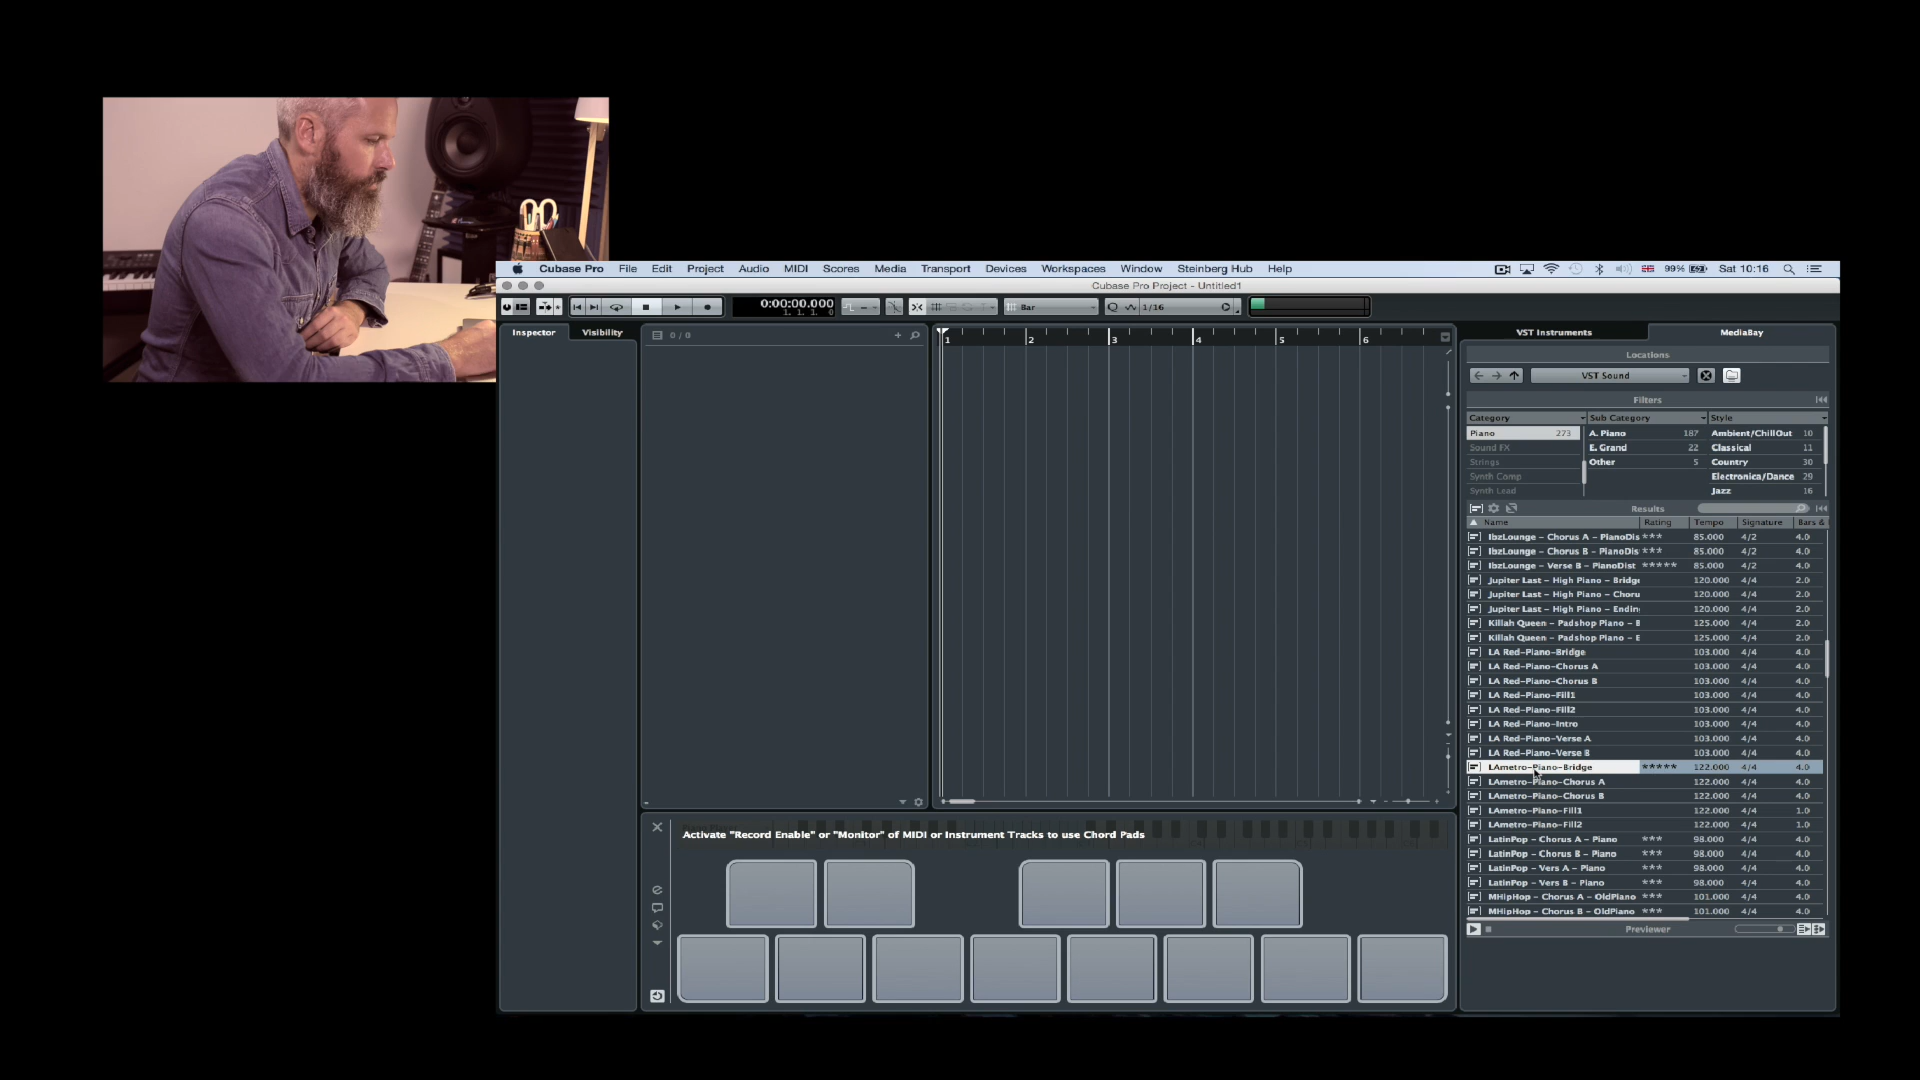 Cubase Pro File Edit Project Audio MIDI Scores Media Transport Devices Workspaces Window Steinberg Hub Help 99% Sat 10:16
Cubase Pro Project - Untitled1
0:00:00.000
1. 1. 1. 0
Bar
Q 1/16
Inspector Visibility
0 / 0
1 2 3 4 5 6
VST Instruments MediaBay
Locations
VST Sound
Filters
Category Sub Category Style
Piano 273 A. Piano 187 Ambient/ChillOut 10
Sound FX E. Grand 22 Classical 11
Strings Other 5 Country 30
Synth Comp Electronica/Dance 29
Synth Lead Jazz 16
Results
Name Rating Tempo Signature Bars &
IbzLounge - Chorus A - PianoDis *** 85.000 4/2 4.0
IbzLounge - Chorus B - PianoDis *** 85.000 4/2 4.0
IbzLounge - Verse B - PianoDist ***** 85.000 4/2 4.0
Jupiter Last - High Piano - Bridge 120.000 4/4 2.0
Jupiter Last - High Piano - Choru 120.000 4/4 2.0
Jupiter Last - High Piano - Endin 120.000 4/4 2.0
Killah Queen - Padshop Piano - B 125.000 4/4 2.0
Killah Queen - Padshop Piano - E 125.000 4/4 2.0
LA Red-Piano-Bridge 103.000 4/4 4.0
LA Red-Piano-Chorus A 103.000 4/4 4.0
LA Red-Piano-Chorus B 103.000 4/4 4.0
LA Red-Piano-Fill1 103.000 4/4 4.0
LA Red-Piano-Fill2 103.000 4/4 4.0
LA Red-Piano-Intro 103.000 4/4 4.0
LA Red-Piano-Verse A 103.000 4/4 4.0
LA Red-Piano-Verse B 103.000 4/4 4.0
LAmetro-Piano-Bridge ***** 122.000 4/4 4.0
LAmetro-Piano-Chorus A 122.000 4/4 4.0
LAmetro-Piano-Chorus B 122.000 4/4 4.0
LAmetro-Piano-Fill1 122.000 4/4 1.0
LAmetro-Piano-Fill2 122.000 4/4 1.0
LatinPop - Chorus A - Piano *** 98.000 4/4 4.0
LatinPop - Chorus B - Piano *** 98.000 4/4 4.0
LatinPop - Vers A - Piano *** 98.000 4/4 4.0
LatinPop - Vers B - Piano *** 98.000 4/4 4.0
MHipHop - Chorus A - OldPiano *** 101.000 4/4 4.0
MHipHop - Chorus B - OldPiano *** 101.000 4/4 4.0
Previewer
Activate "Record Enable" or "Monitor" of MIDI or Instrument Tracks to use Chord Pads